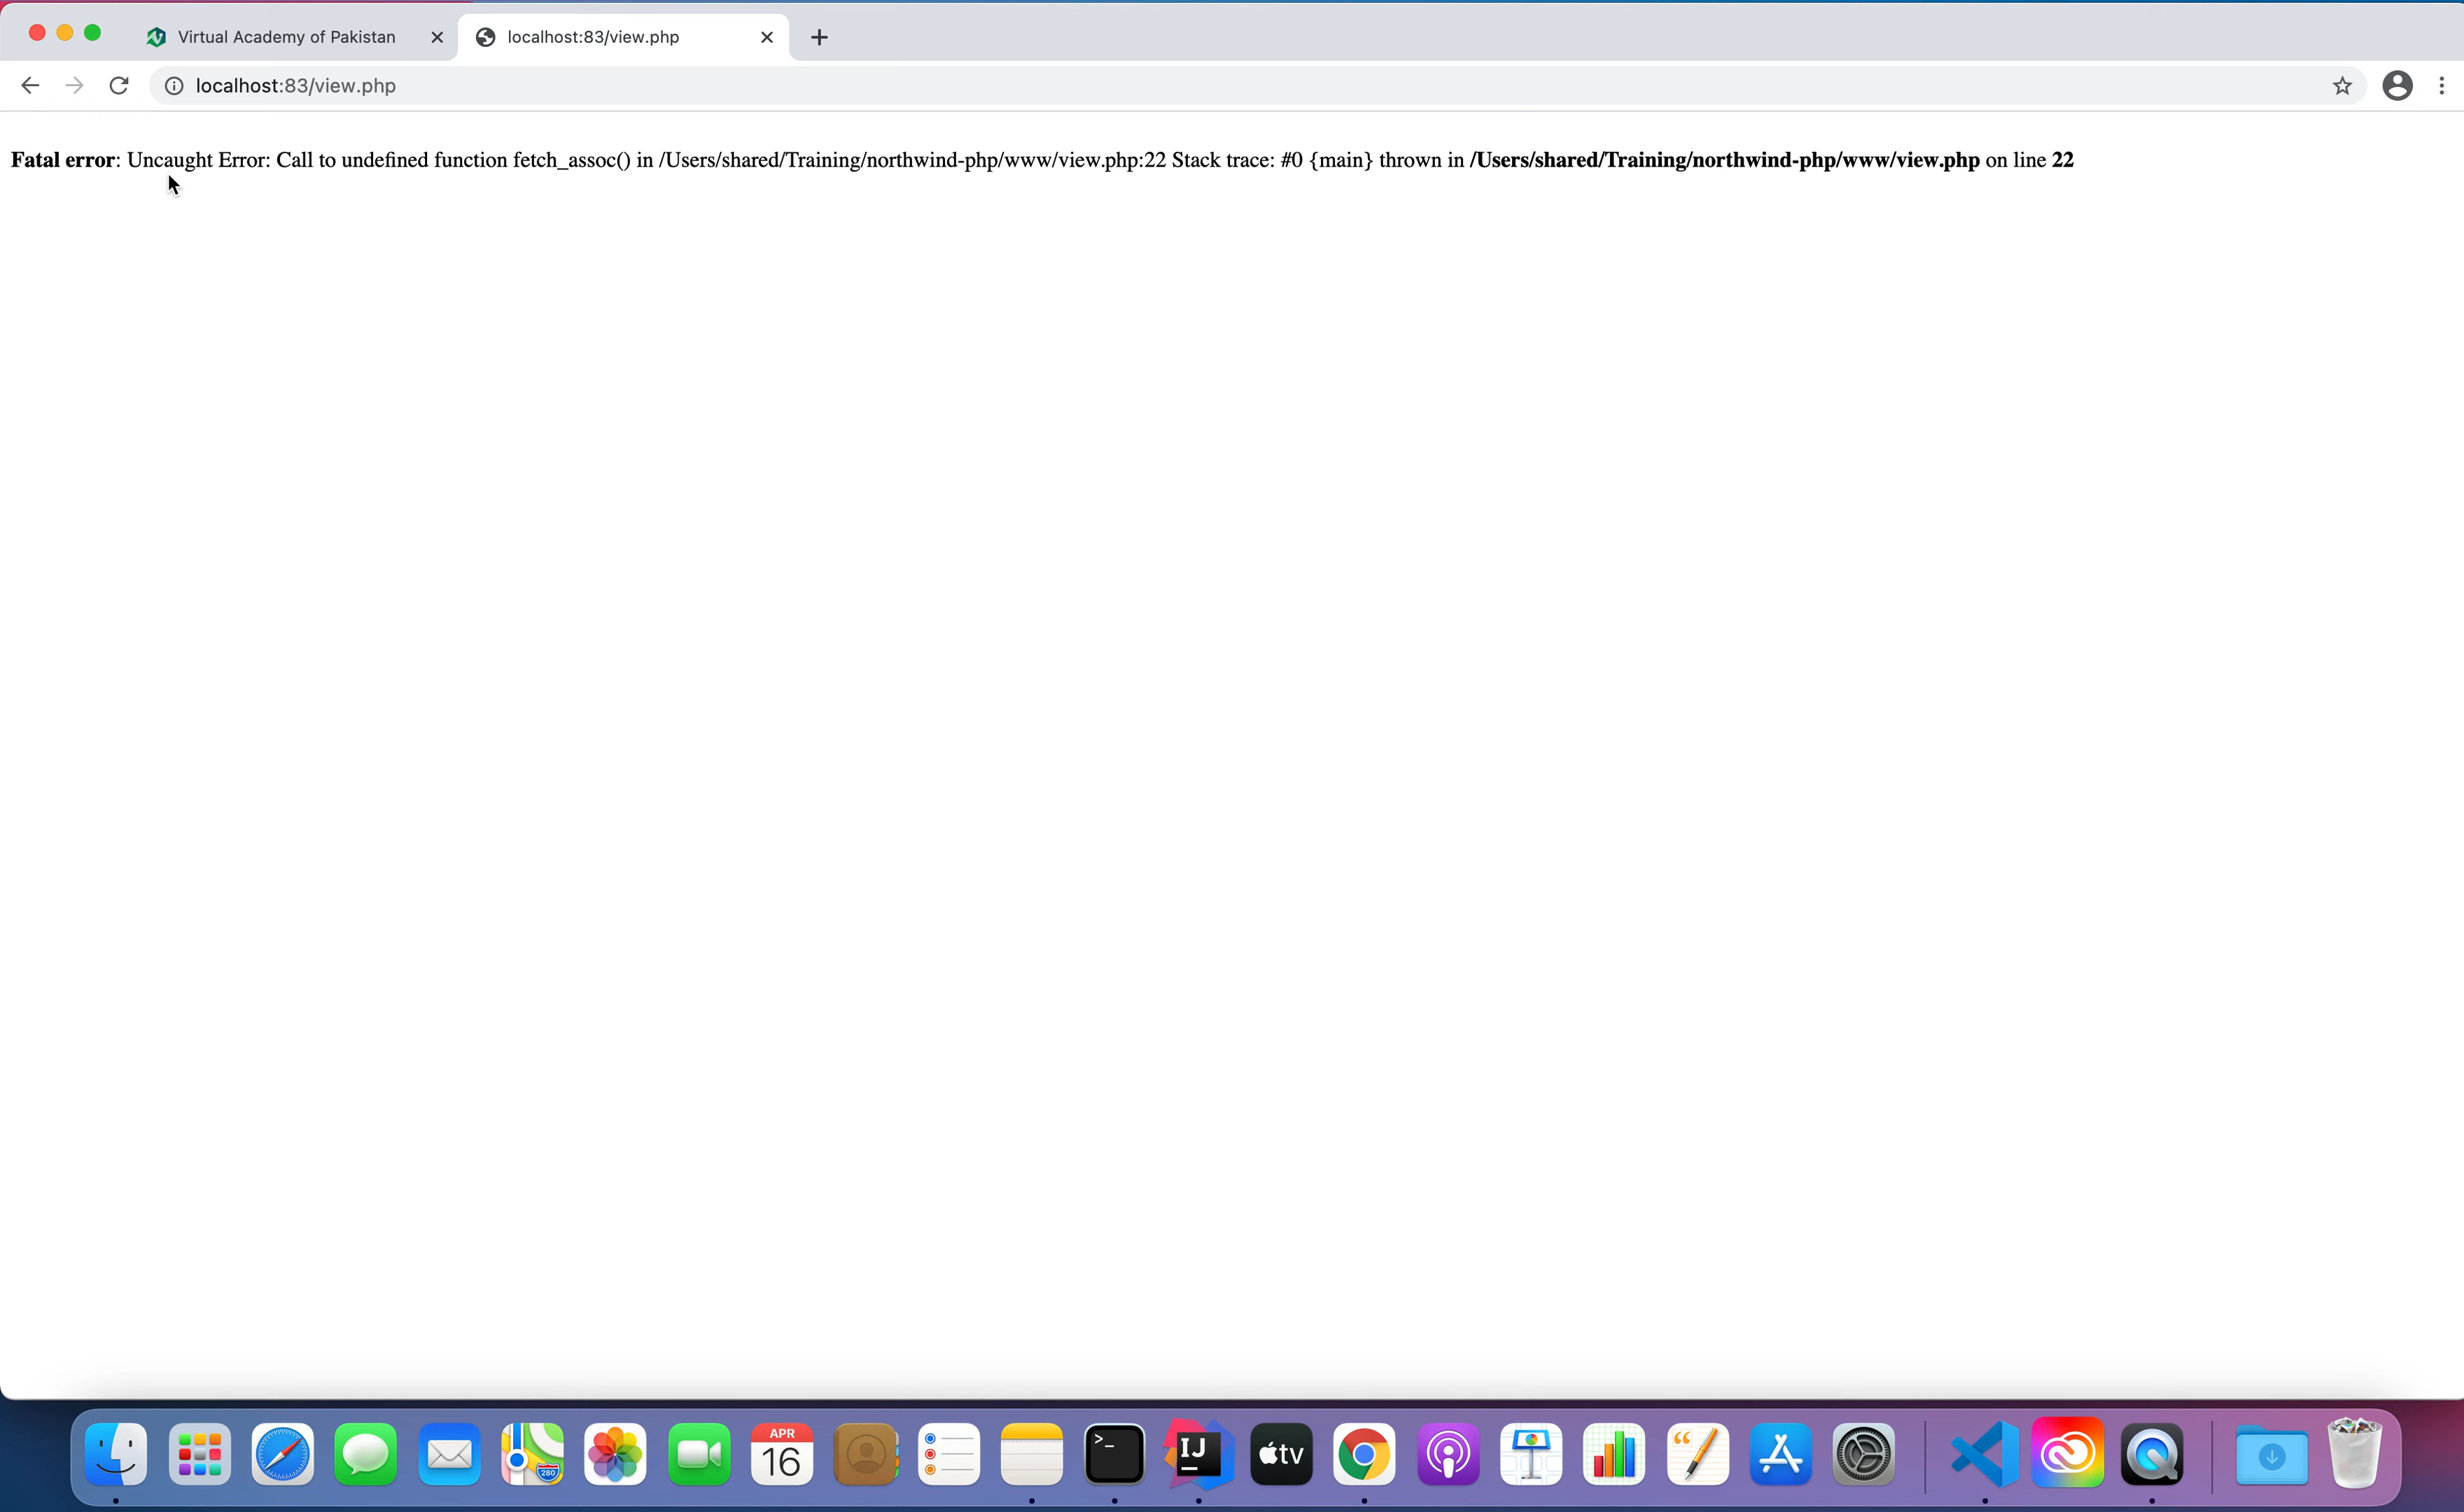 Virtual Academy of Pakistan
localhost:83/view.php
localhost:83/view.php
Fatal error: Uncaught Error: Call to undefined function fetch_assoc() in /Users/shared/Training/northwind-php/www/view.php:22 Stack trace: #0 {main} thrown in /Users/shared/Training/northwind-php/www/view.php on line 22
280
APR
16
>_
IJ
tv